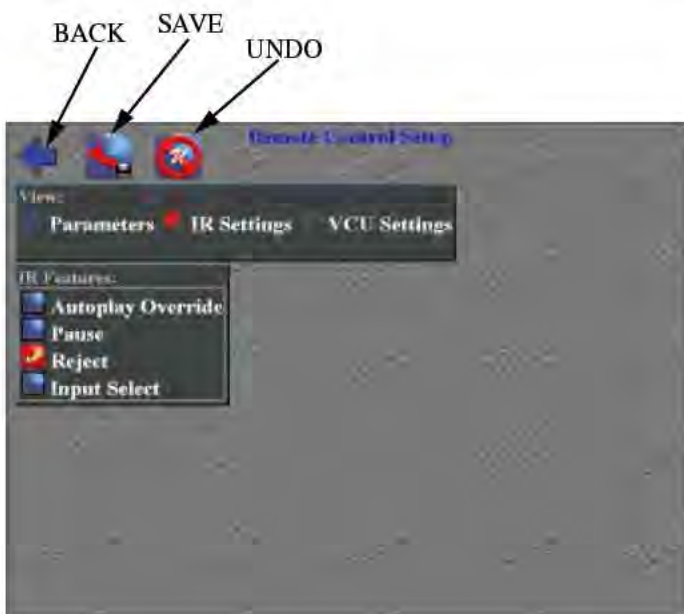 BACK SAVE UNDO
Remote Control Setup
View:
Parameters IR Settings VCU Settings
IR Features:
Autoplay Override
Pause
Reject
Input Select